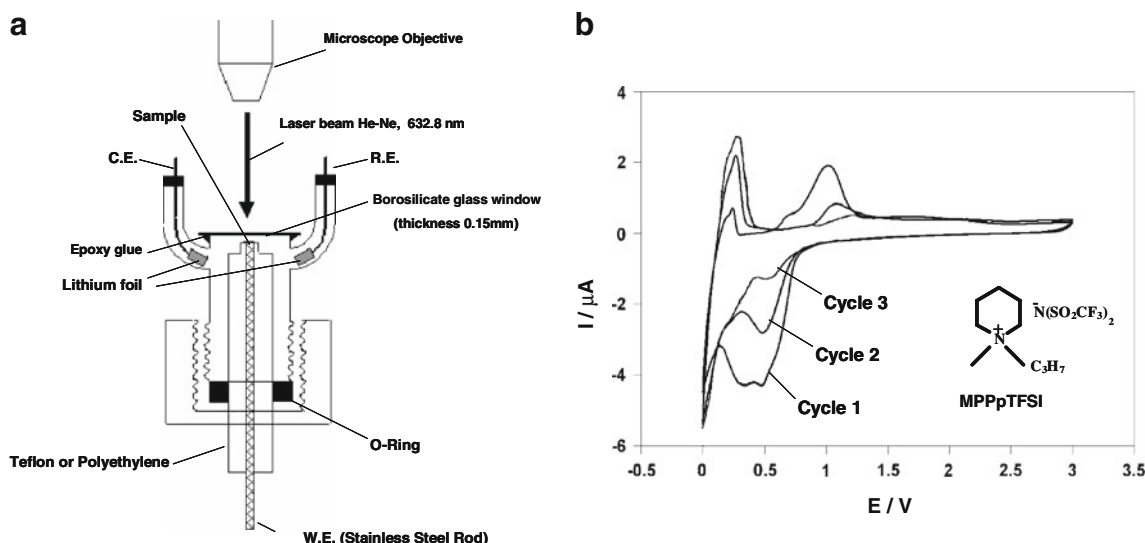 a
Microscope Objective
Sample
Laser beam He-Ne, 632.8 nm
C.E.
R.E.
Borosilicate glass window
(thickness 0.15mm)
Epoxy glue
Lithium foil
O-Ring
Teflon or Polyethylene
W.E. (Stainless Steel Rod)
b
4
2
0
-2
-4
-6
I / μA
-0.5
0
0.5
1
1.5
2
2.5
3
3.5
E / V
Cycle 3
Cycle 2
Cycle 1
N(SO₂CF₃)₂
-
+
N
C₃H₇
MPPpTFSI